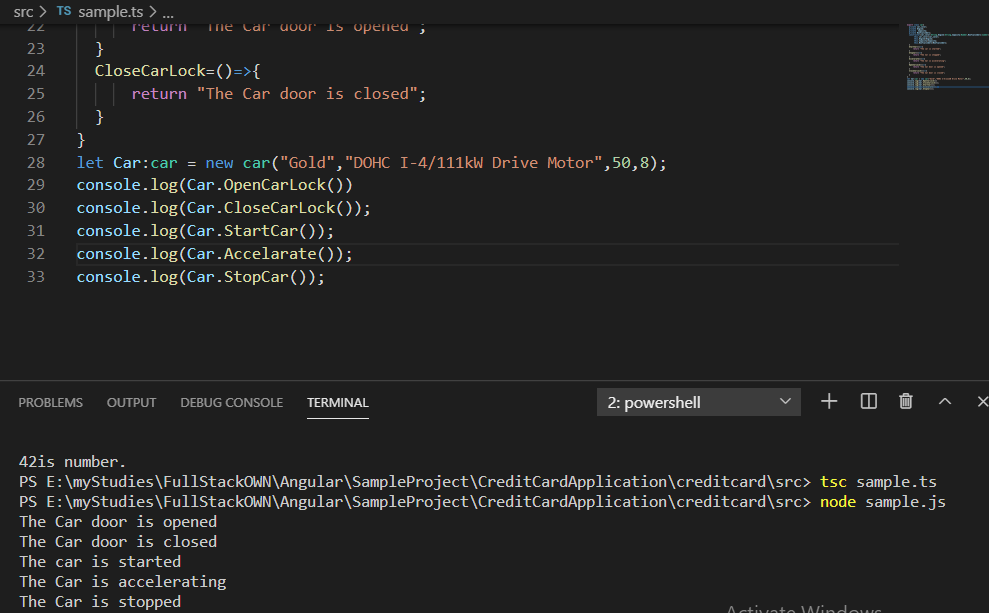 src > TS sample.ts > ...
22 return "The Car door is opened";
23 }
24 CloseCarLock=()=>{
25 return "The Car door is closed";
26 }
27 }
28 let Car:car = new car("Gold","DOHC I-4/111kW Drive Motor",50,8);
29 console.log(Car.OpenCarLock())
30 console.log(Car.CloseCarLock());
31 console.log(Car.StartCar());
32 console.log(Car.Accelarate());
33 console.log(Car.StopCar());
PROBLEMS OUTPUT DEBUG CONSOLE TERMINAL 2: powershell
42is number.
PS E:\myStudies\FullStackOWN\Angular\SampleProject\CreditCardApplication\creditcard\src> tsc sample.ts
PS E:\myStudies\FullStackOWN\Angular\SampleProject\CreditCardApplication\creditcard\src> node sample.js
The Car door is opened
The Car door is closed
The car is started
The Car is accelerating
The Car is stopped
Activate Windows